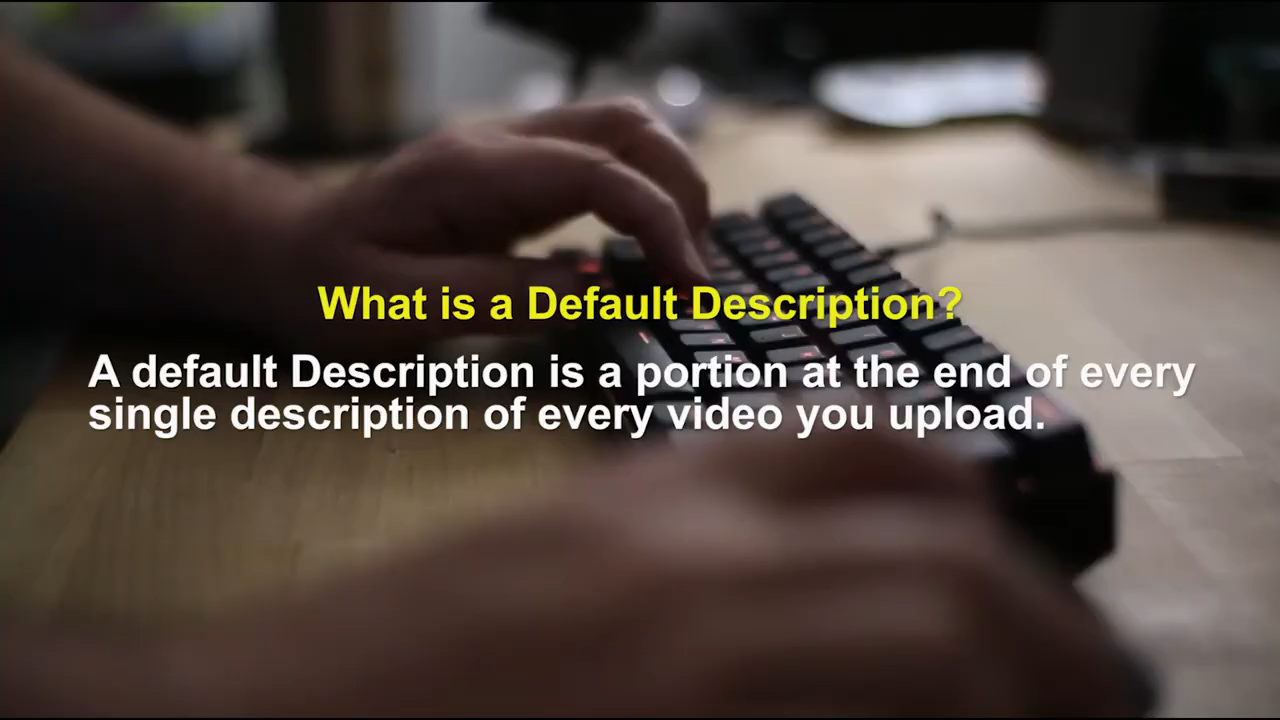 What is a Default Description?
A default Description is a portion at the end of every
single description of every video you upload.